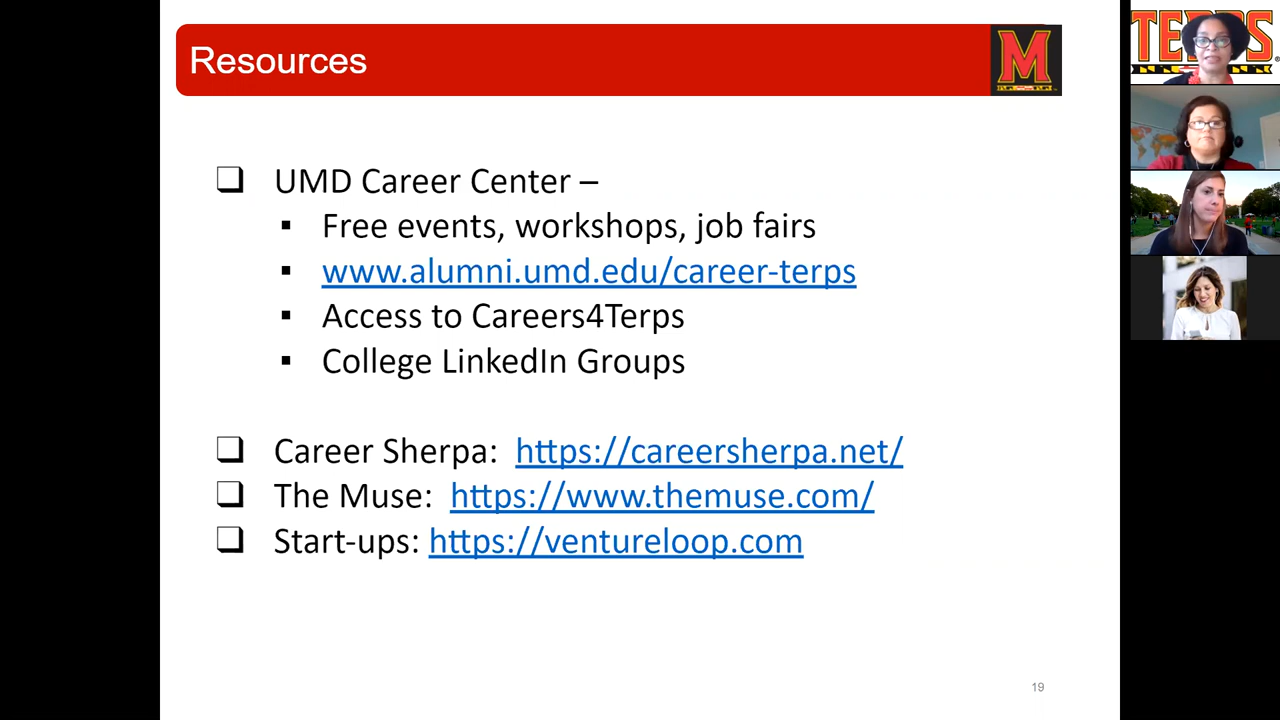 Resources
M
TERPS
®
UMD Career Center –
Free events, workshops, job fairs
www.alumni.umd.edu/career-terps
Access to Careers4Terps
College LinkedIn Groups
Career Sherpa: https://careersherpa.net/
The Muse: https://www.themuse.com/
Start-ups: https://ventureloop.com
19